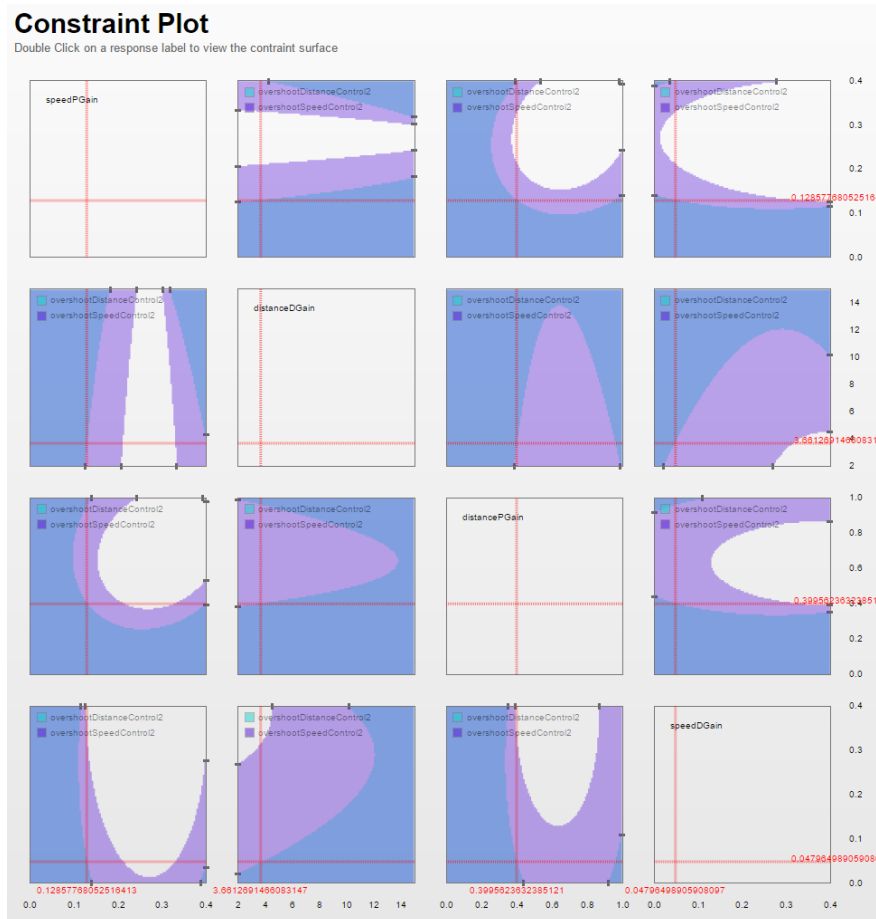 Constraint Plot
Double Click on a response label to view the contraint surface
speedPGain
overshootDistanceControl2
overshootSpeedControl2
overshootDistanceControl2
overshootSpeedControl2
overshootDistanceControl2
overshootSpeedControl2
0.4
0.3
0.2
0.12857768052516
0.1
0.0
overshootDistanceControl2
overshootSpeedControl2
distanceDGain
overshootDistanceControl2
overshootSpeedControl2
overshootDistanceControl2
overshootSpeedControl2
14
12
10
8
6
4
2
overshootDistanceControl2
overshootSpeedControl2
overshootDistanceControl2
overshootSpeedControl2
distancePGain
overshootDistanceControl2
overshootSpeedControl2
1.0
0.8
0.6
0.4
0.2
0.0
overshootDistanceControl2
overshootSpeedControl2
overshootDistanceControl2
overshootSpeedControl2
overshootDistanceControl2
overshootSpeedControl2
speedDGain
0.4
0.3
0.2
0.1
0.0
0.12857768052516413 3.6612691466083147 0.3995623632385121 0.04796498905908097
0.0 0.1 0.2 0.3 0.4 2 4 6 8 10 12 14 0.0 0.2 0.4 0.6 0.8 1.0 0.0 0.1 0.2 0.3 0.4